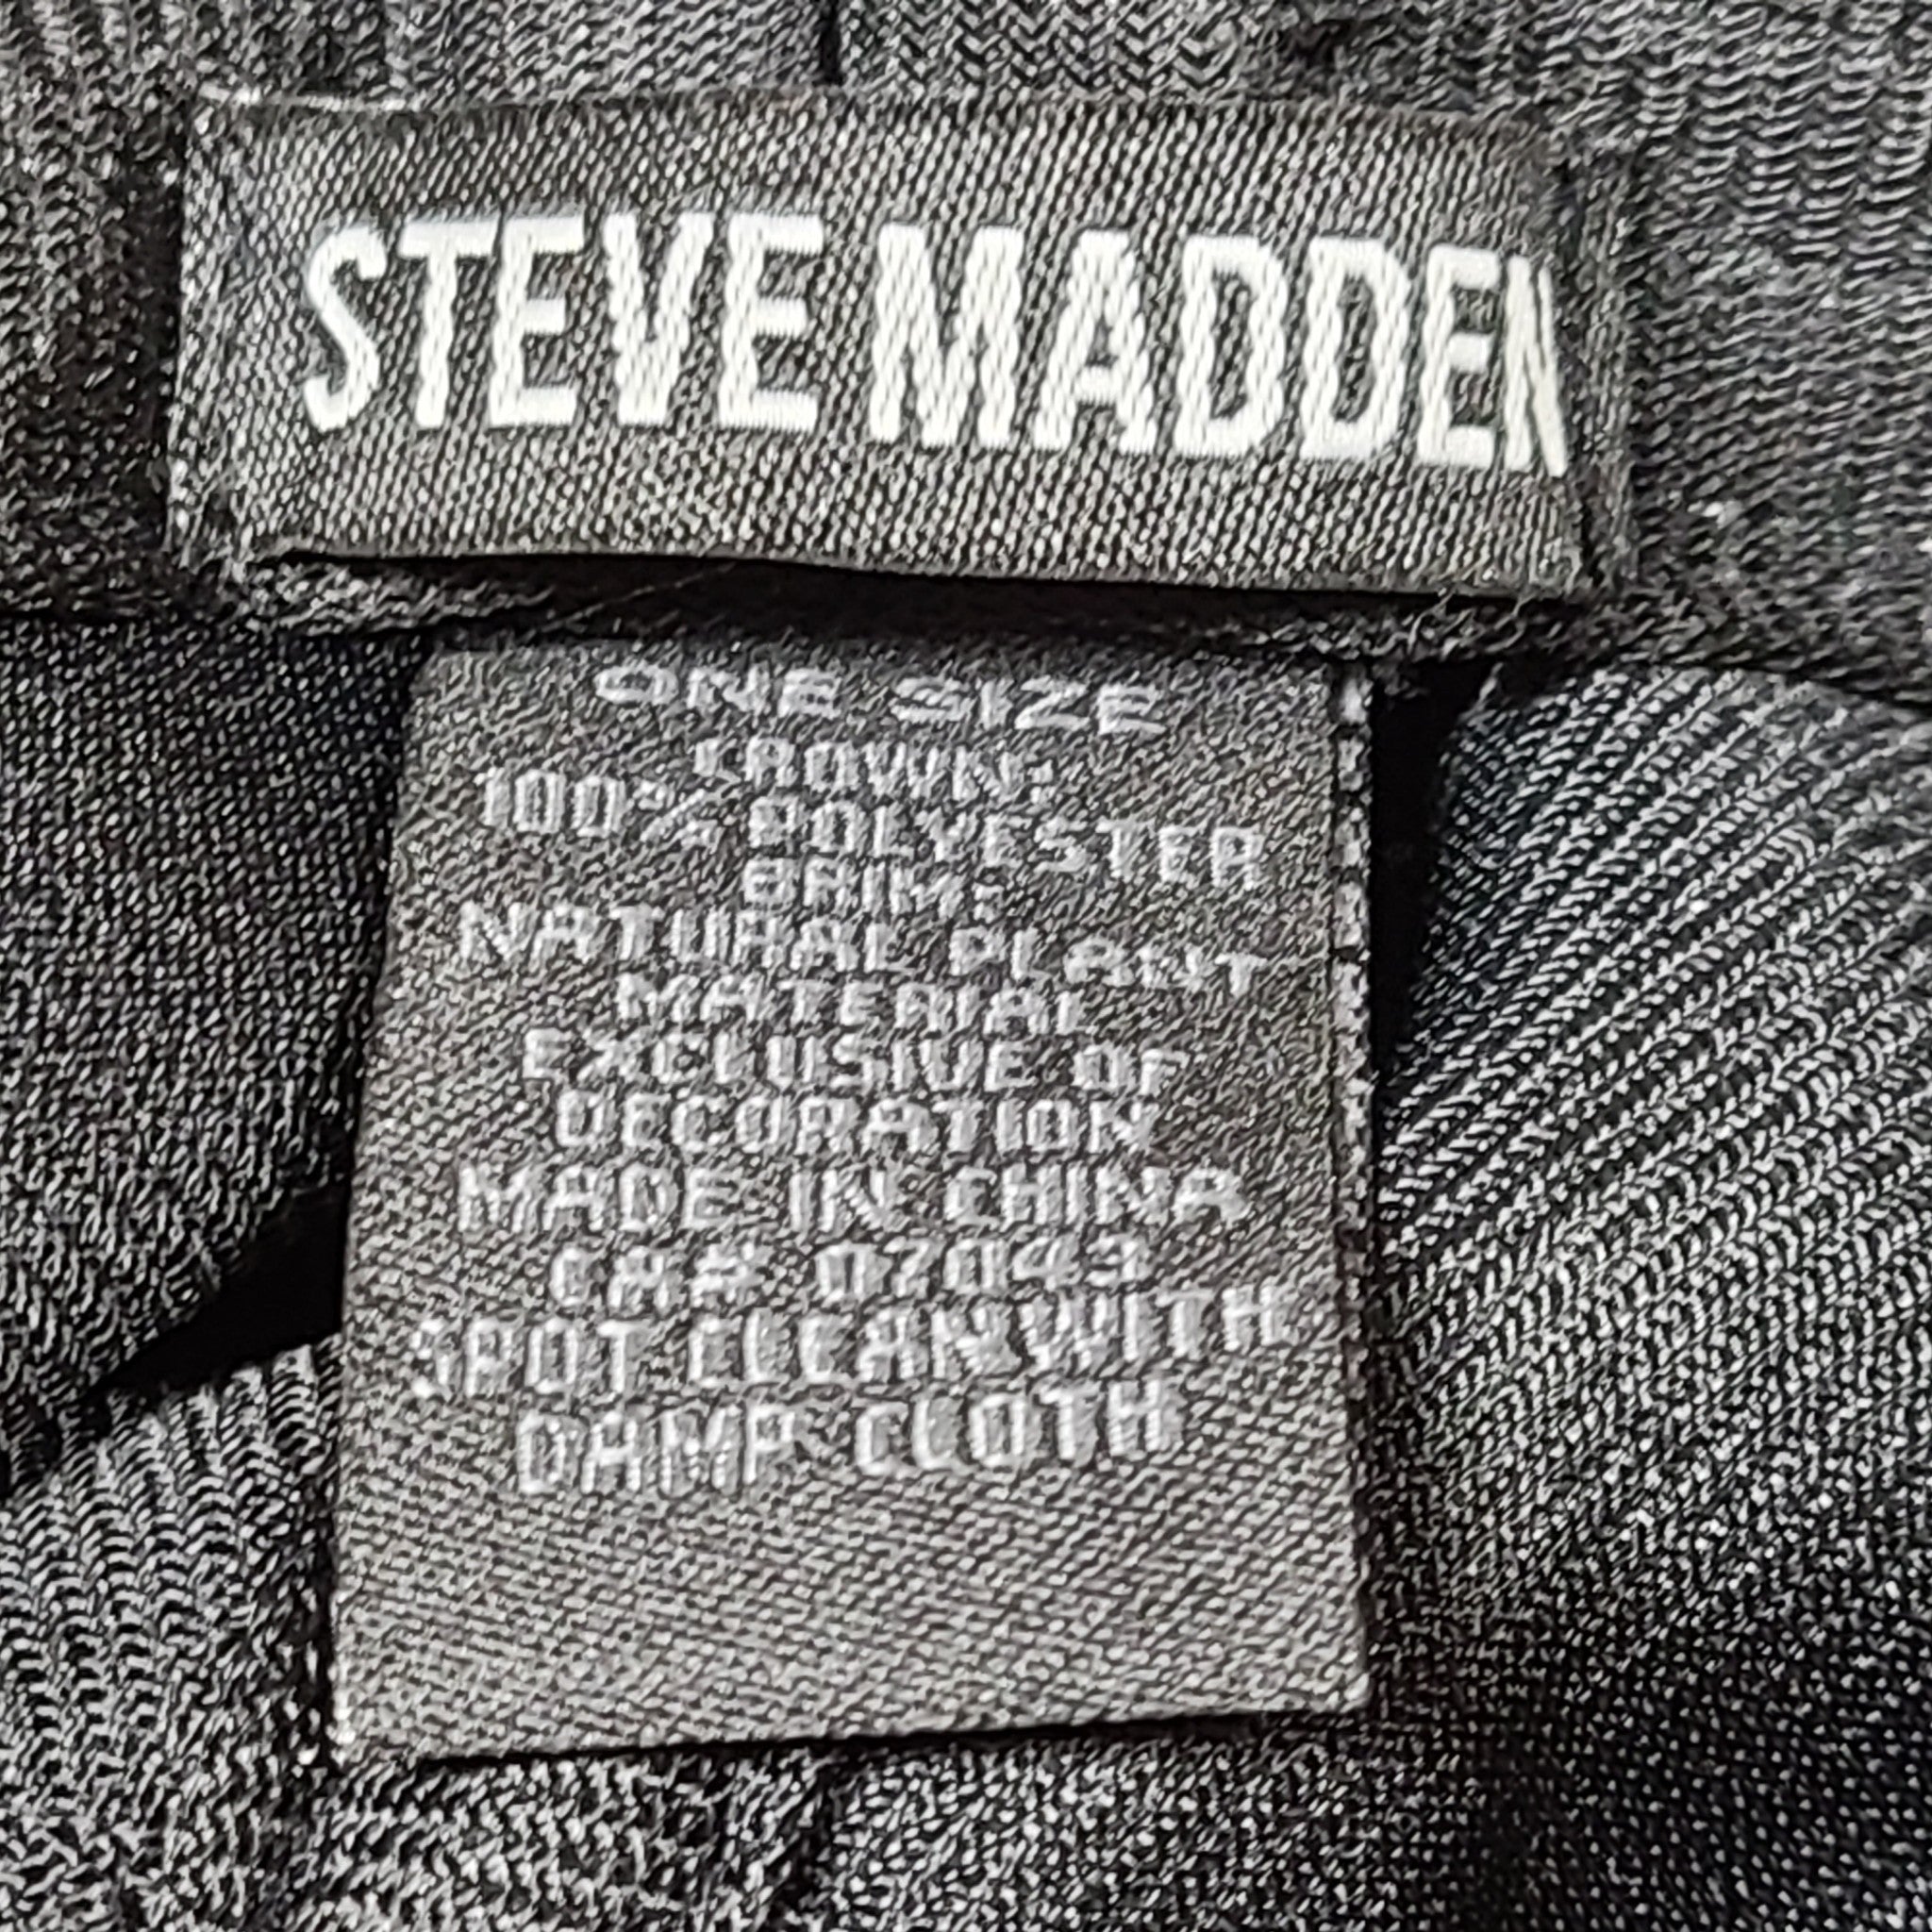 STEVE MADDEN
ONE SIZE
CROWN:
100% POLYESTER
BRIM:
NATURAL PLANT
MATERIAL
EXCLUSIVE OF
DECORATION
MADE IN CHINA
CA# 07043
SPOT CLEAN WITH
DAMP CLOTH